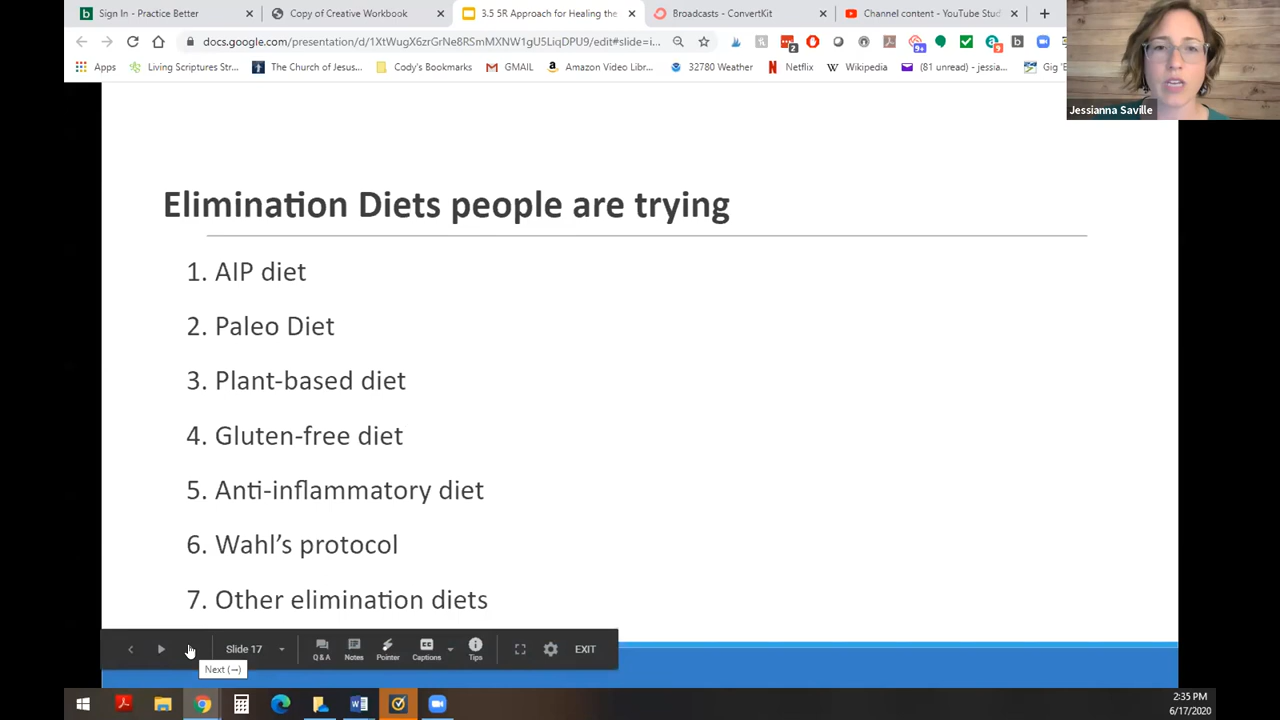 Sign In - Practice Better
Copy of Creative Workbook
3.5 5R Approach for Healing the
Broadcasts - ConvertKit
Channel content - YouTube Stud
docs.google.com/presentation/d/1XtWugX6zrGrNe8RSmMXNW1gU5LiqDPU9/edit#slide=i...
Apps
Living Scriptures Str...
The Church of Jesus...
Cody's Bookmarks
GMAIL
Amazon Video Libr...
32780 Weather
Netflix
Wikipedia
(81 unread) - jessia...
Gig 'E
Jessianna Saville
Elimination Diets people are trying
1. AIP diet
2. Paleo Diet
3. Plant-based diet
4. Gluten-free diet
5. Anti-inflammatory diet
6. Wahl's protocol
7. Other elimination diets
Slide 17
Q & A
Notes
Pointer
Captions
Tips
EXIT
Next (→)
2:35 PM
6/17/2020